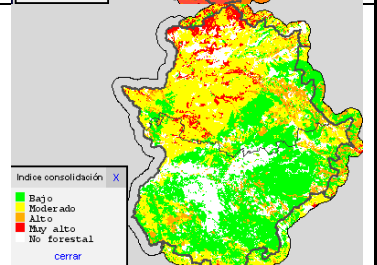 Indice consolidación X
Bajo
Moderado
Alto
Muy alto
No forestal
cerrar